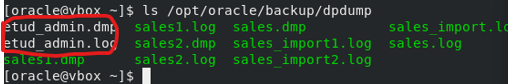 [oracle@vbox ~]$ ls /opt/oracle/backup/dpdump
etud_admin.dmp sales1.log sales.dmp sales_import.log
etud_admin.log sales2.dmp sales_import1.log sales.log
sales1.dmp sales2.log sales_import2.log
[oracle@vbox ~]$